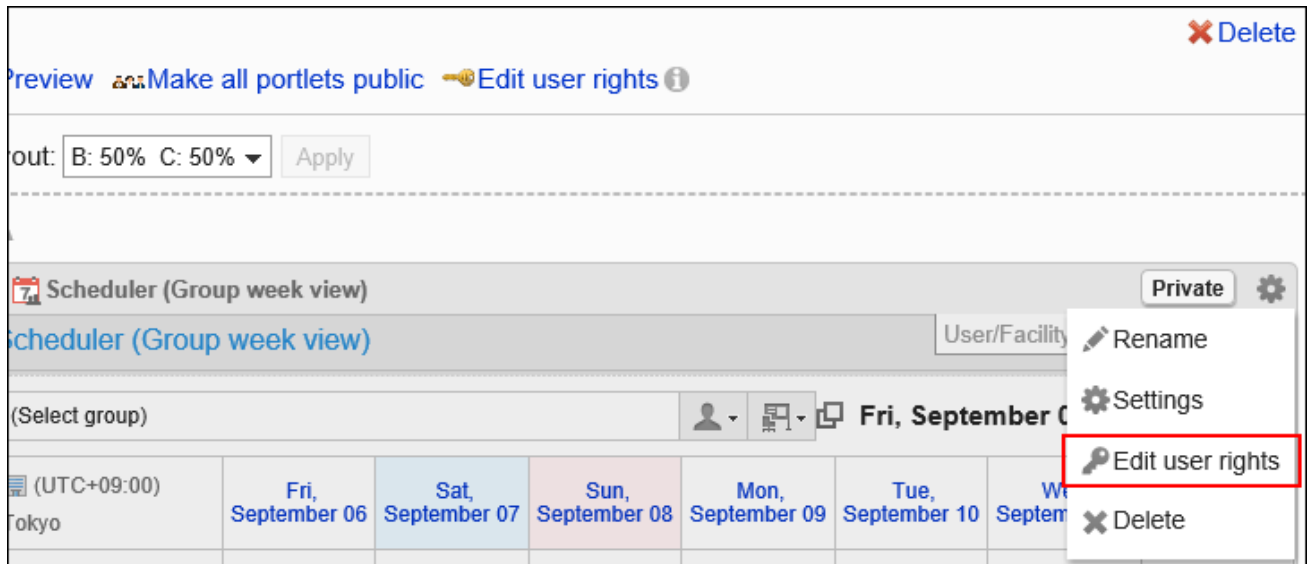 Delete
Preview Make all portlets public Edit user rights
out: B: 50% C: 50% Apply
Scheduler (Group week view) Private
Scheduler (Group week view) User/Facility
Rename
Settings
(Select group) Fri, September 0
Edit user rights
(UTC+09:00)
Tokyo
Fri,
September 06
Sat,
September 07
Sun,
September 08
Mon,
September 09
Tue,
September 10
We
Septem
Delete